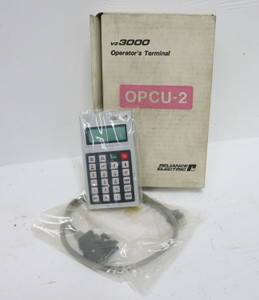 VZ3000
Operator's Terminal
OPCU-2
RELIANCE
ELECTRIC